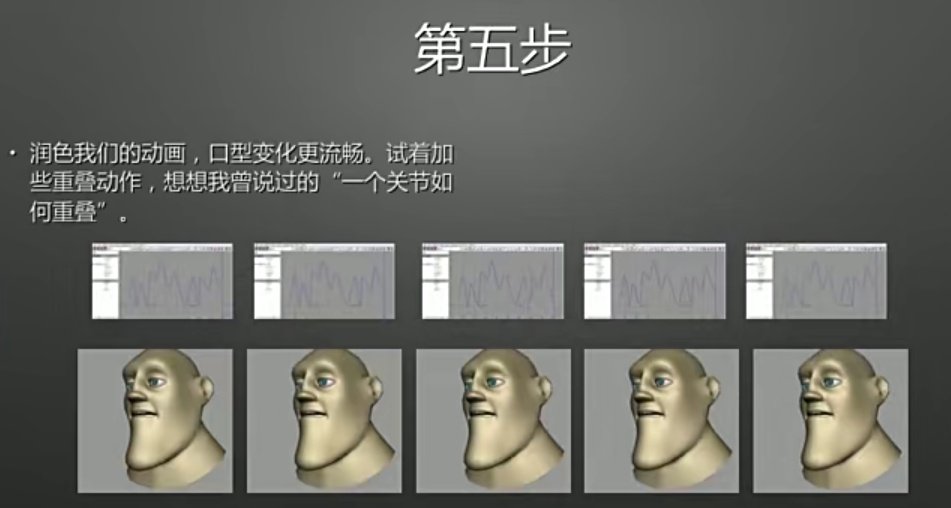 第五步
• 润色我们的动画，口型变化更流畅。试着加
些重叠动作，想想我曾说过的“一个关节如
何重叠”。